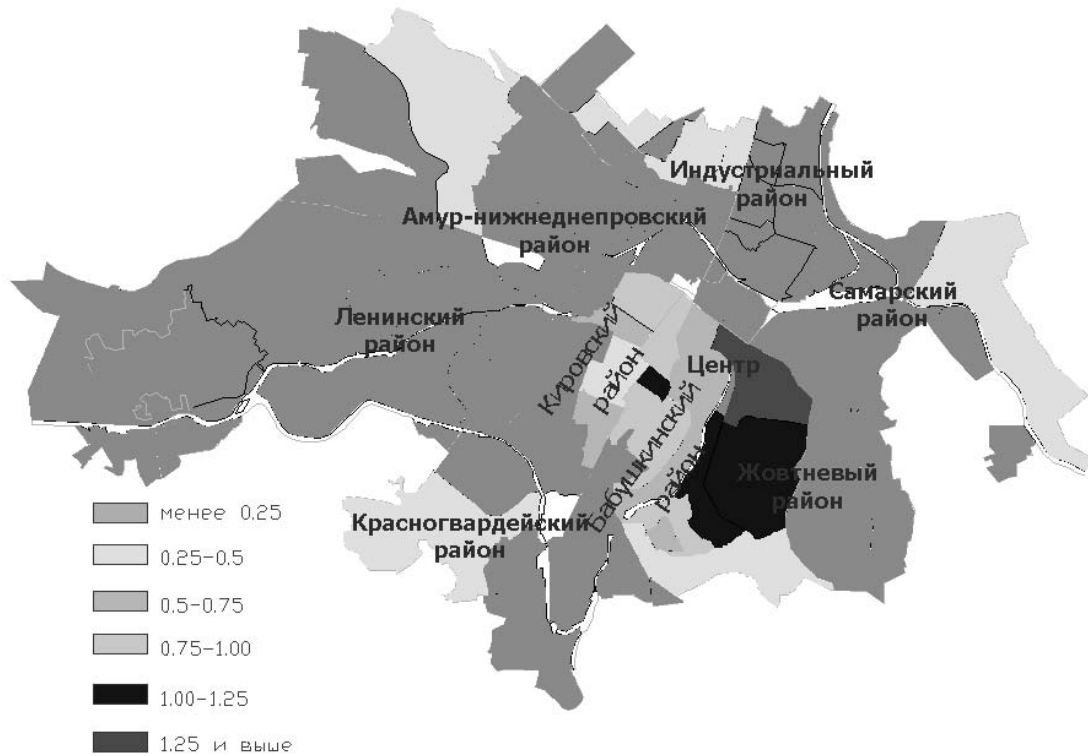 Индустриальный
район
Амур-нижнеднепровский
район
Самарский
район
Ленинский
район
Кировский
район
Центр
Бабушкинский
район
Жовтневый
район
Красногвардейский
район
менее 0.25
0.25-0.5
0.5-0.75
0.75-1.00
1.00-1.25
1.25 и выше